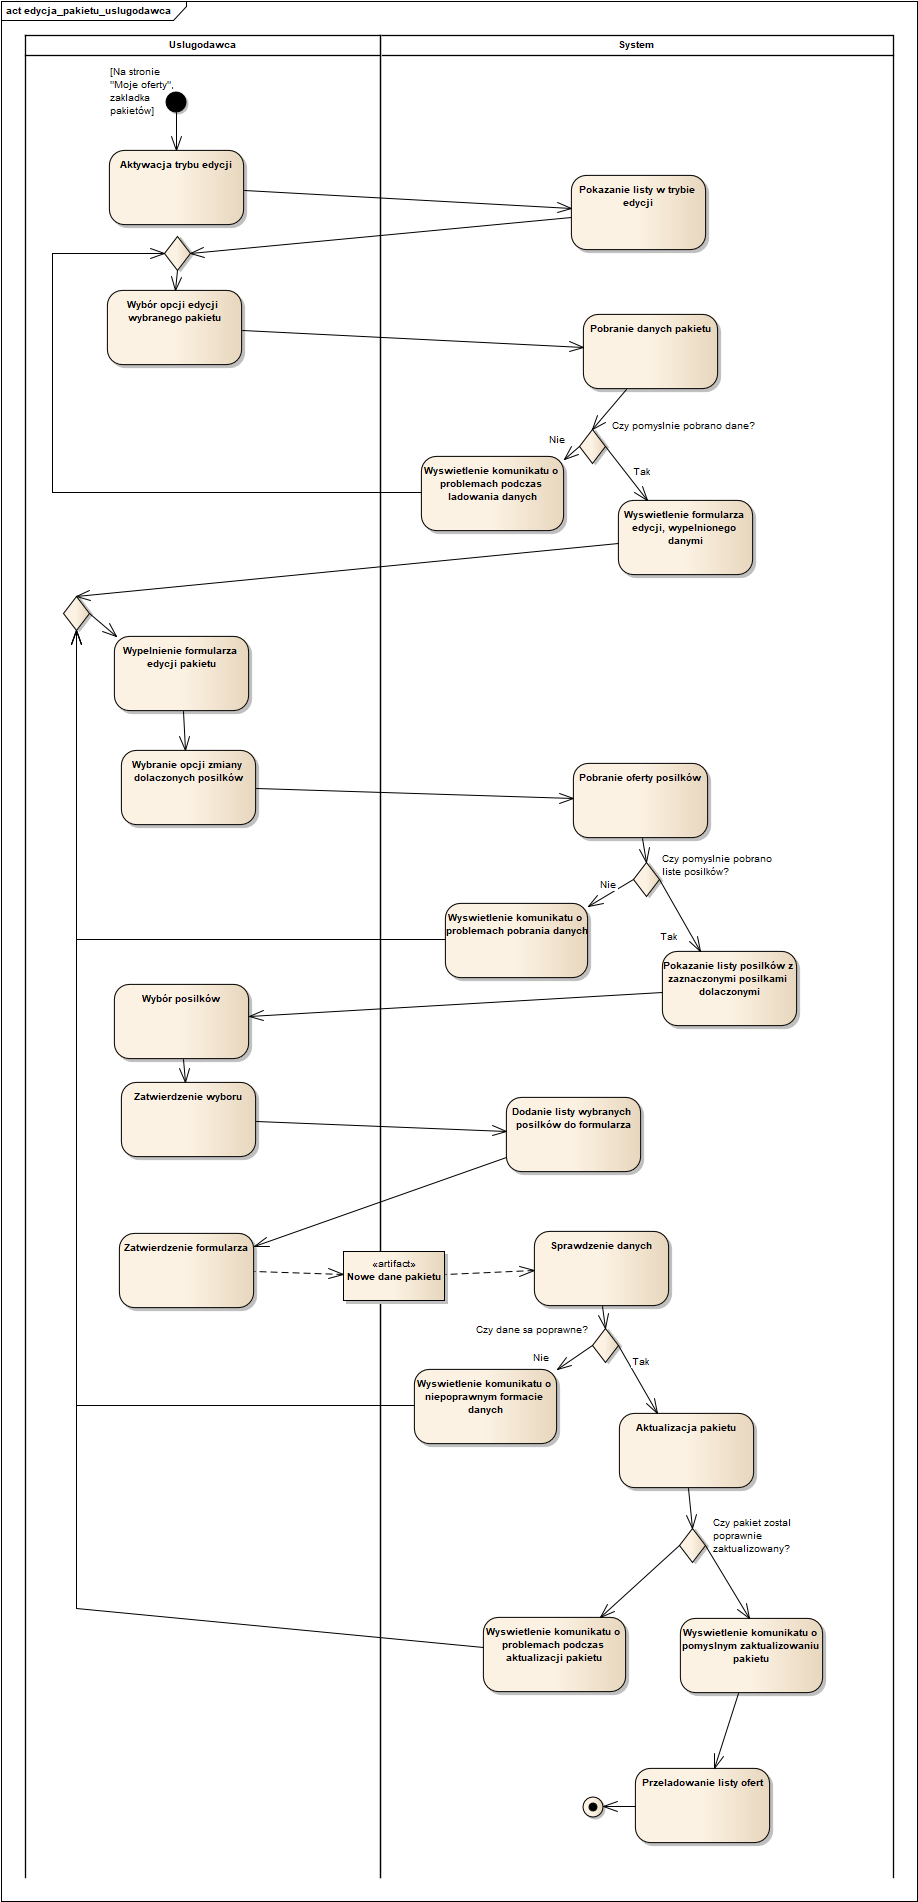 act edycja_pakietu_uslugodawca
Uslugodawca
System
[Na stronie
"Moje oferty",
zakladka
pakietów]
Aktywacja trybu edycji
Pokazanie listy w trybie
edycji
Wybór opcji edycji
wybranego pakietu
Pobranie danych pakietu
Czy pomyslnie pobrano dane?
Nie
Tak
Wyswietlenie komunikatu o
problemach podczas
ladowania danych
Wyswietlenie formularza
edycji, wypelnionego
danymi
Wypelnienie formularza
edycji pakietu
Wybranie opcji zmiany
dolaczonych posilków
Pobranie oferty posilków
Czy pomyslnie pobrano
liste posilków?
Nie
Tak
Wyswietlenie komunikatu o
problemach pobrania danych
Pokazanie listy posilków z
zaznaczonymi posilkami
dolaczonymi
Wybór posilków
Zatwierdzenie wyboru
Dodanie listy wybranych
posilków do formularza
Zatwierdzenie formularza
«artifact»
Nowe dane pakietu
Sprawdzenie danych
Czy dane sa poprawne?
Nie
Tak
Wyswietlenie komunikatu o
niepoprawnym formacie
danych
Aktualizacja pakietu
Czy pakiet zostal
poprawnie
zaktualizowany?
Wyswietlenie komunikatu o
problemach podczas
aktualizacji pakietu
Wyswietlenie komunikatu o
pomyslnym zaktualizowaniu
pakietu
Przeladowanie listy ofert